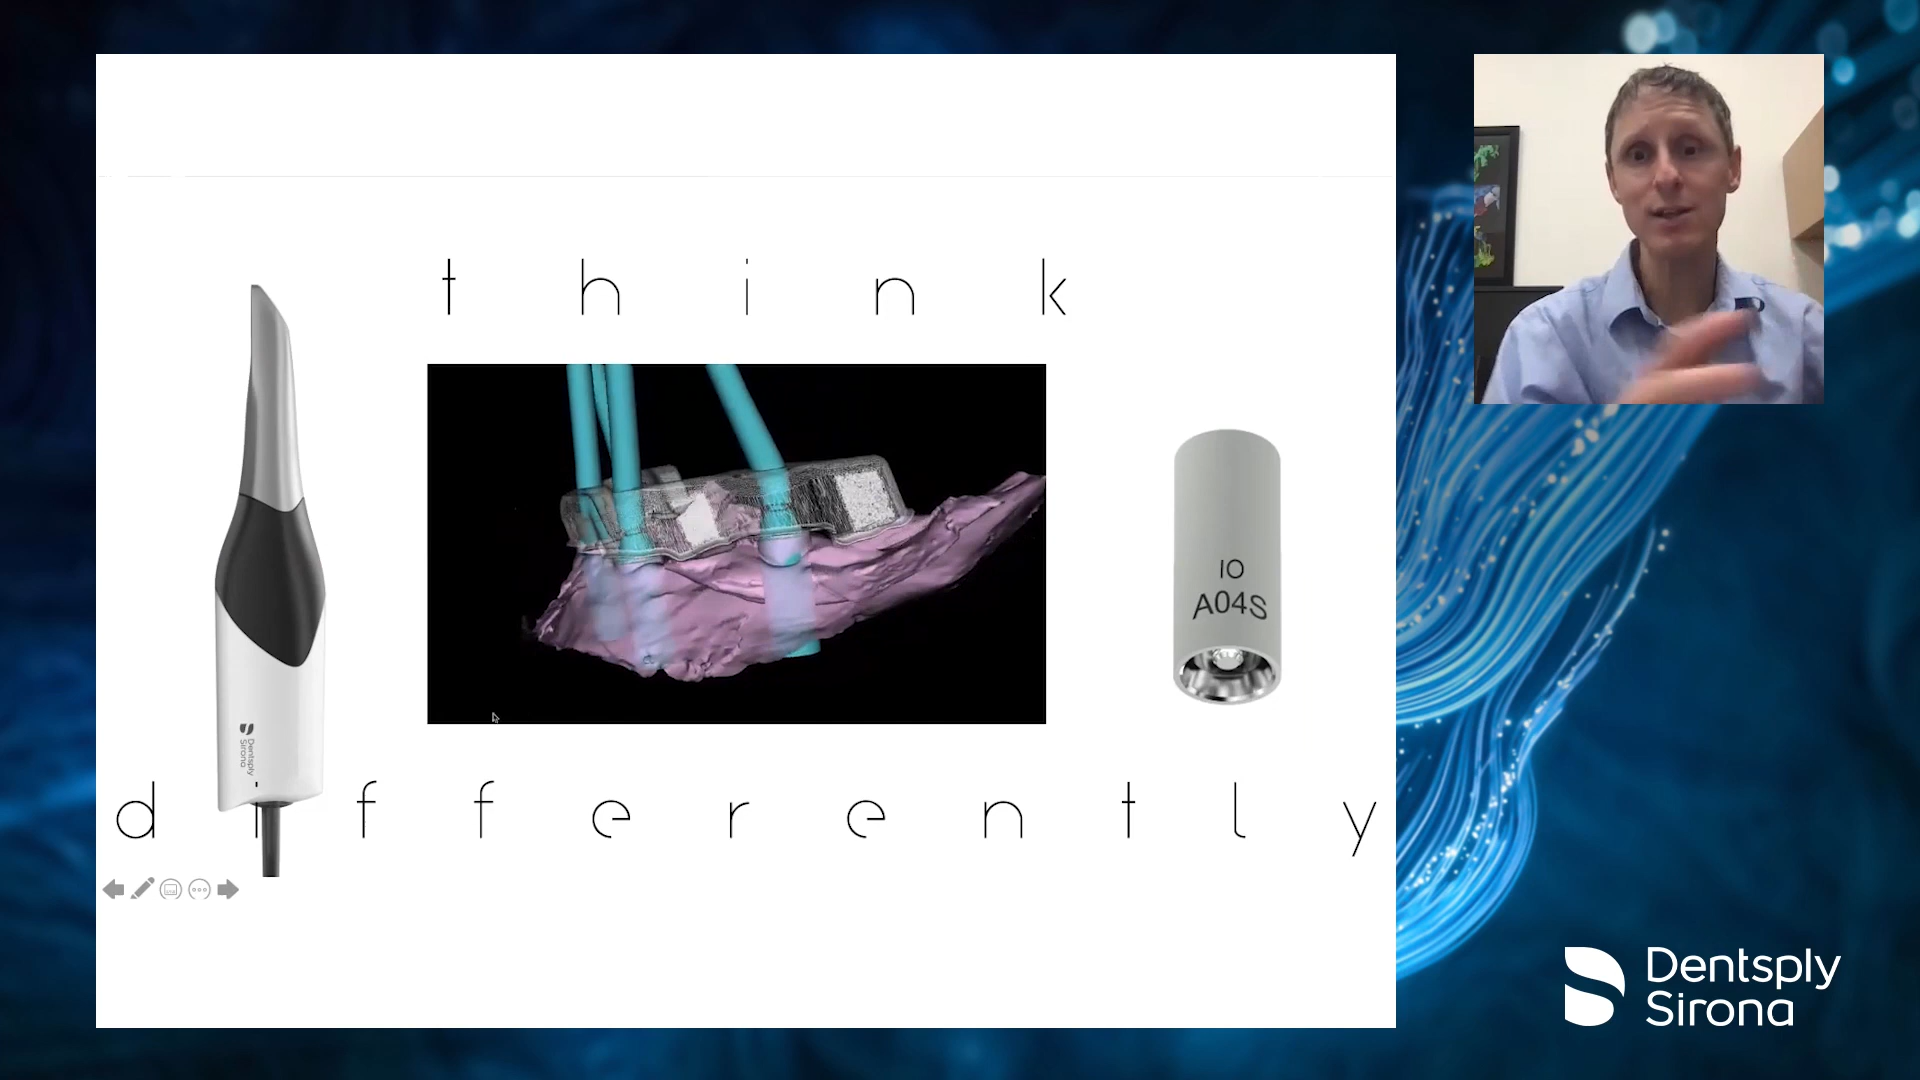 t h i n k
IO
A04S
Dentsply
Sirona
d i f f e r e n t l y
Dentsply
Sirona